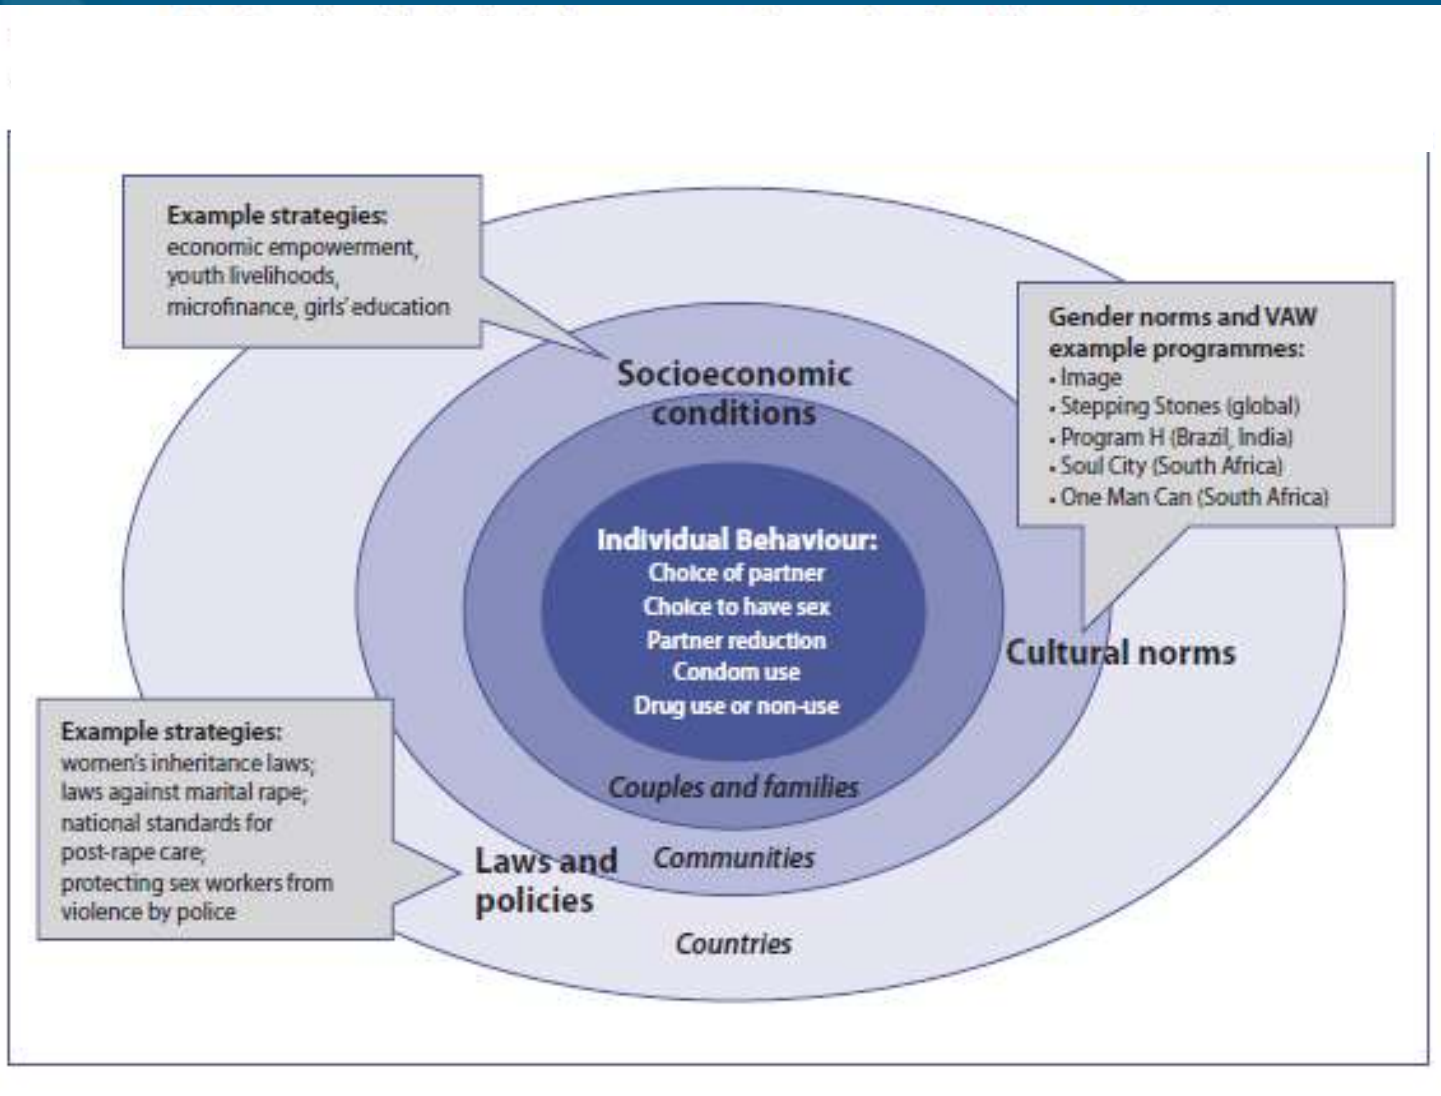 Example strategies:
economic empowerment,
youth livelihoods,
microfinance, girls' education
Gender norms and VAW
example programmes:
• Image
• Stepping Stones (global)
• Program H (Brazil, India)
• Soul City (South Africa)
• One Man Can (South Africa)
Socioeconomic
conditions
Individual Behaviour:
Choice of partner
Choice to have sex
Partner reduction
Condom use
Drug use or non-use
Cultural norms
Couples and families
Communities
Countries
Laws and
policies
Example strategies:
women's inheritance laws;
laws against marital rape;
national standards for
post-rape care;
protecting sex workers from
violence by police